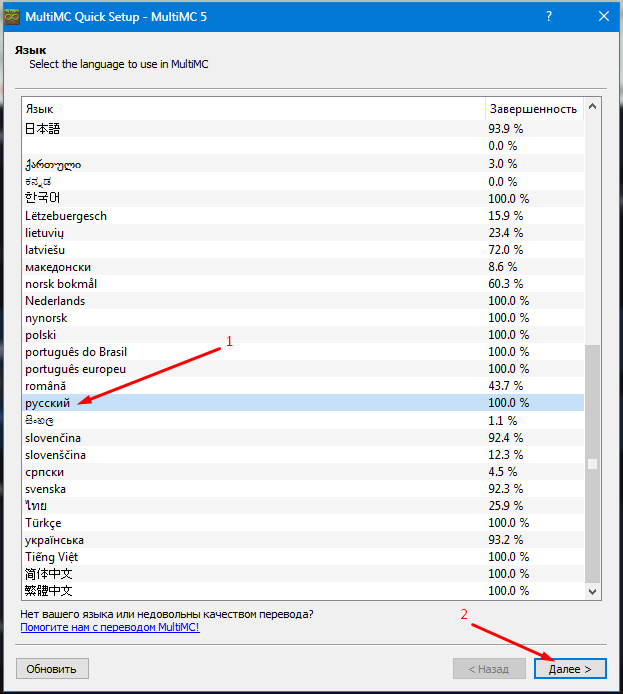 MultiMC Quick Setup - MultiMC 5
Язык
Select the language to use in MultiMC
Язык Завершенность
日本語 93.9 %
0.0 %
ქართული 3.0 %
ಕನ್ನಡ 0.0 %
한국어 100.0 %
Lëtzebuergesch 15.9 %
lietuvių 23.4 %
latviešu 72.0 %
македонски 8.6 %
norsk bokmål 60.3 %
Nederlands 100.0 %
nynorsk 100.0 %
polski 100.0 %
português do Brasil 100.0 %
português europeu 100.0 %
română 43.7 %
русский 100.0 %
සිංහල 1.1 %
slovenčina 92.4 %
slovenščina 12.3 %
српски 4.5 %
svenska 92.3 %
ไทย 25.9 %
Türkçe 100.0 %
українська 93.2 %
Tiếng Việt 100.0 %
简体中文 100.0 %
繁體中文 100.0 %
1
Нет вашего языка или недовольны качеством перевода?
Помогите нам с переводом MultiMC!
2
Обновить < Назад Далее >